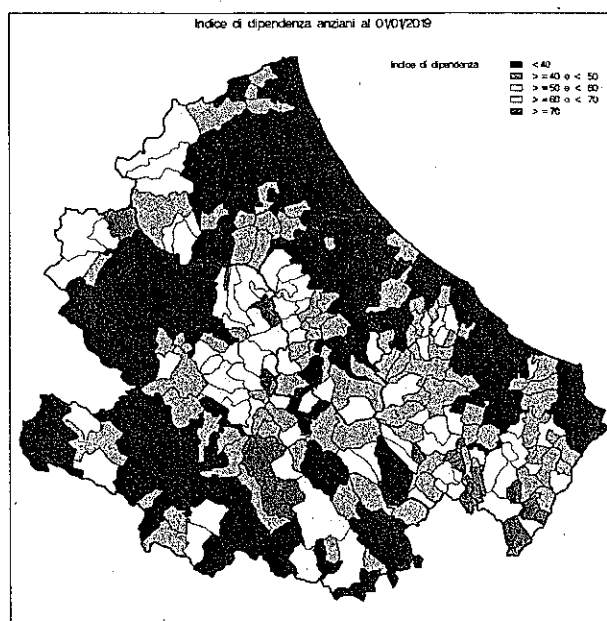 Indice di dipendenza anziani al 01/01/2019
Indice di dipendenza
< 40
> = 40 e < 50
> = 50 e < 60
> = 60 e < 70
> = 70